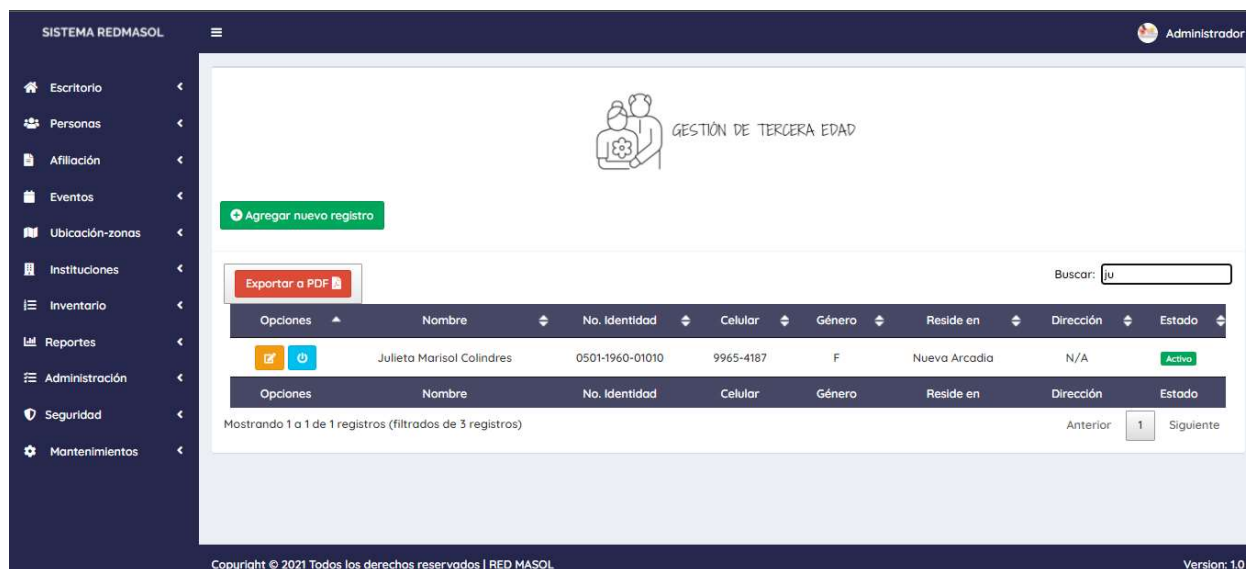 SISTEMA REDMASOL
Administrador
Escritorio
Personas
Afiliación
Eventos
Ubicación-zonas
Instituciones
Inventario
Reportes
Administración
Seguridad
Mantenimientos
GESTIÓN DE TERCERA EDAD
Agregar nuevo registro
Exportar a PDF
Buscar: ju
Opciones Nombre No. Identidad Celular Género Reside en Dirección Estado
Julieta Marisol Colindres 0501-1960-01010 9965-4187 F Nueva Arcadia N/A Activo
Opciones Nombre No. Identidad Celular Género Reside en Dirección Estado
Mostrando 1 a 1 de 1 registros (filtrados de 3 registros)
Anterior 1 Siguiente
Copyright © 2021 Todos los derechos reservados | RED MASOL
Version: 1.0